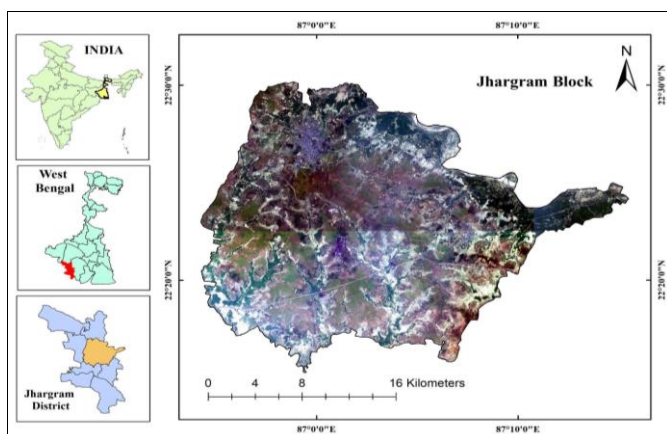 INDIA
West
Bengal
Jhargram
District
87°0'0"E 87°10'0"E
Jhargram Block
N
22°30'0"N 22°30'0"N
22°20'0"N 22°20'0"N
0 4 8 16 Kilometers
87°0'0"E 87°10'0"E